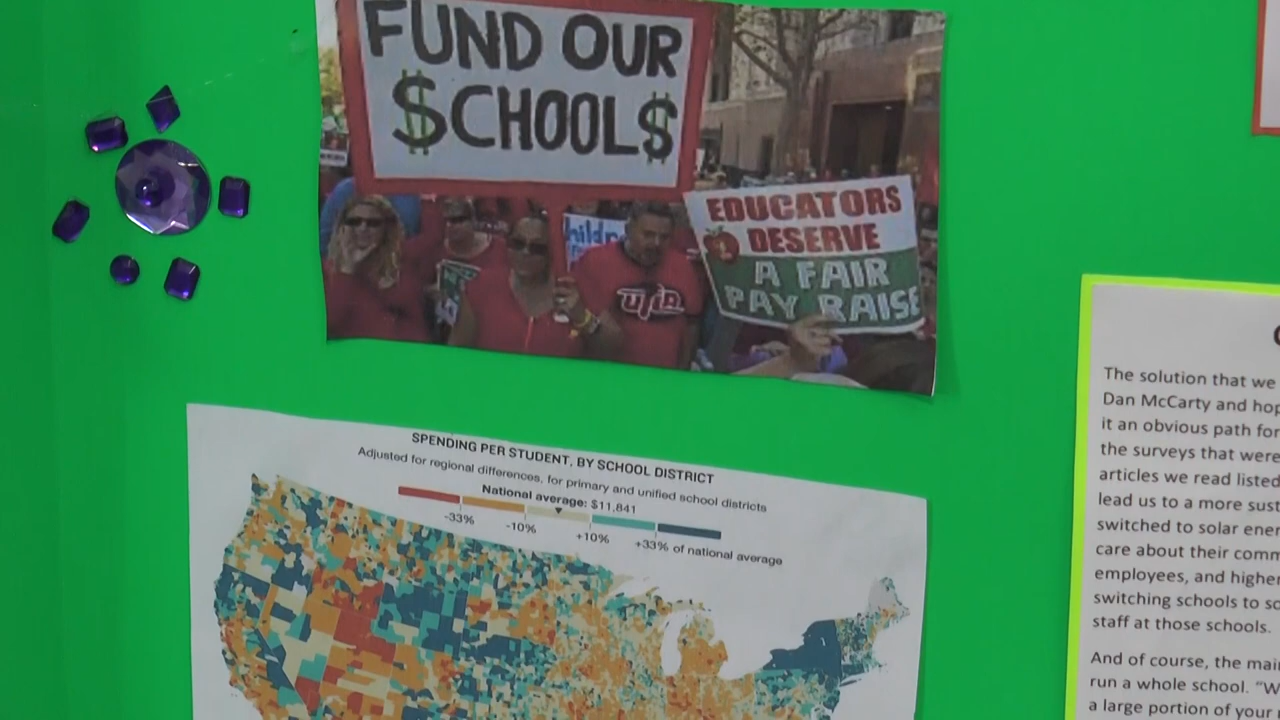 FUND OUR
$CHOOL$
EDUCATORS
DESERVE
A FAIR
PAY RAISE
UTLA
SPENDING PER STUDENT, BY SCHOOL DISTRICT
Adjusted for regional differences, for primary and unified school districts
National average: $11,841
-33%
-10%
+10%
+33% of national average
The solution that we
Dan McCarty and hop
it an obvious path for
the surveys that were
articles we read listed
lead us to a more sust
switched to solar ener
care about their comm
employees, and higher
switching schools to so
staff at those schools.
And of course, the mai
run a whole school. "W
a large portion of your